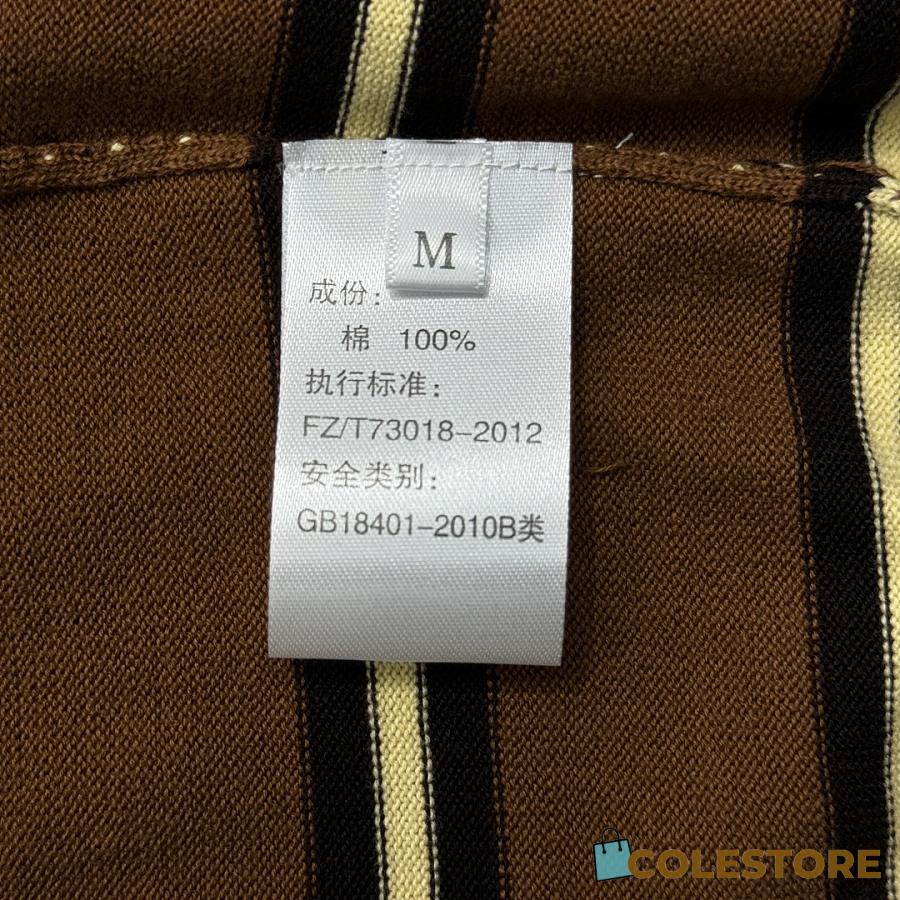 M
成份:
棉 100%
执行标准:
FZ/T73018-2012
安全类别:
GB18401-2010B类
COLESTORE